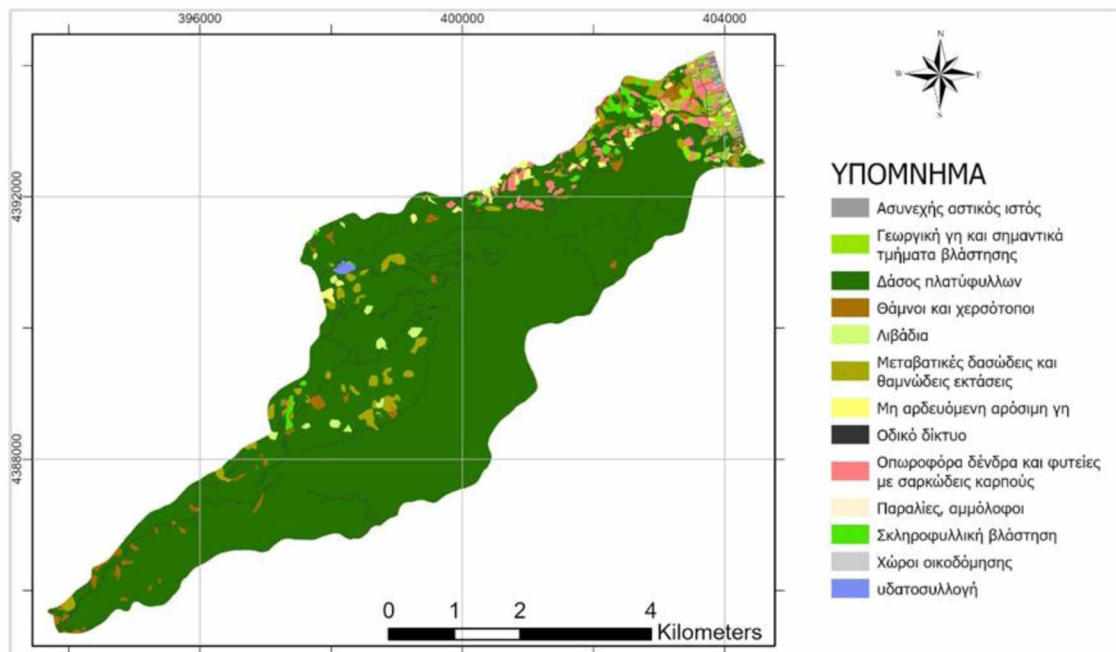 396000
400000
404000
4392000
4388000
N
W
E
S
ΥΠΟΜΝΗΜΑ
Ασυνεχής αστικός ιστός
Γεωργική γη και σημαντικά
τμήματα βλάστησης
Δάσος πλατύφυλλων
Θάμνοι και χερσότοποι
Λιβάδια
Μεταβατικές δασώδεις και
θαμνώδεις εκτάσεις
Μη αρδευόμενη αρόσιμη γη
Οδικό δίκτυο
Οπωροφόρα δένδρα και φυτείες
με σαρκώδεις καρπούς
Παραλίες, αμμόλοφοι
Σκληροφυλλική βλάστηση
Χώροι οικοδόμησης
υδατοσυλλογή
0 1 2 4
Kilometers